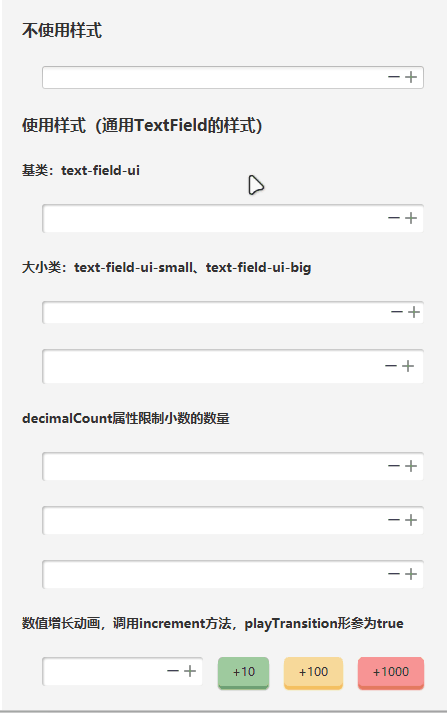 不使用样式
使用样式（通用TextField的样式）
基类：text-field-ui
大小类：text-field-ui-small、text-field-ui-big
decimalCount属性限制小数的数量
数值增长动画，调用increment方法，playTransition形参为true
+10 +100 +1000